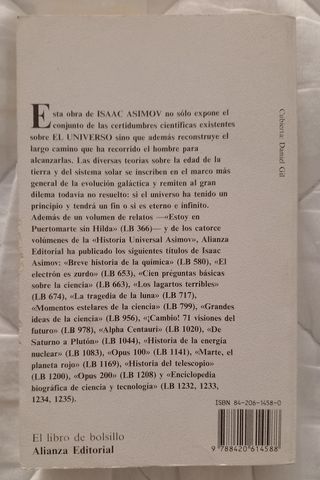 Esta obra de ISAAC ASIMOV no sólo expone el
conjunto de las certidumbres científicas existentes
sobre EL UNIVERSO sino que además reconstruye el
largo camino que ha recorrido el hombre para
alcanzarlas. Las diversas teorías sobre la edad de la
tierra y del sistema solar se inscriben en el marco más
general de la evolución galáctica y remiten al gran
dilema todavía no resuelto: si el universo ha tenido
un principio y tendrá un fin o si es eterno e infinito.
Además de un volumen de relatos —«Estoy en
Puertomarte sin Hilda» (LB 366)— y de los catorce
volúmenes de la «Historia Universal Asimov», Alianza
Editorial ha publicado los siguientes títulos de Isaac
Asimov: «Breve historia de la química» (LB 580), «El
electrón es zurdo» (LB 653), «Cien preguntas básicas
sobre la ciencia» (LB 663), «Los lagartos terribles»
(LB 674), «La tragedia de la luna» (LB 717),
«Momentos estelares de la ciencia» (LB 799), «Grandes
ideas de la ciencia» (LB 956), «¡Cambio! 71 visiones del
futuro» (LB 978), «Alpha Centauri» (LB 1020), «De
Saturno a Plutón» (LB 1044), «Historia de la energía
nuclear» (LB 1083), «Opus 100» (LB 1141), «Marte, el
planeta rojo» (LB 1169), «Historia del telescopio»
(LB 1200), «Opus 200» (LB 1208) y «Enciclopedia
biográfica de ciencia y tecnología» (LB 1232, 1233,
1234, 1235).
Cubierta: Daniel Gil
El libro de bolsillo
Alianza Editorial
ISBN 84-206-1458-0
9 788420 614588